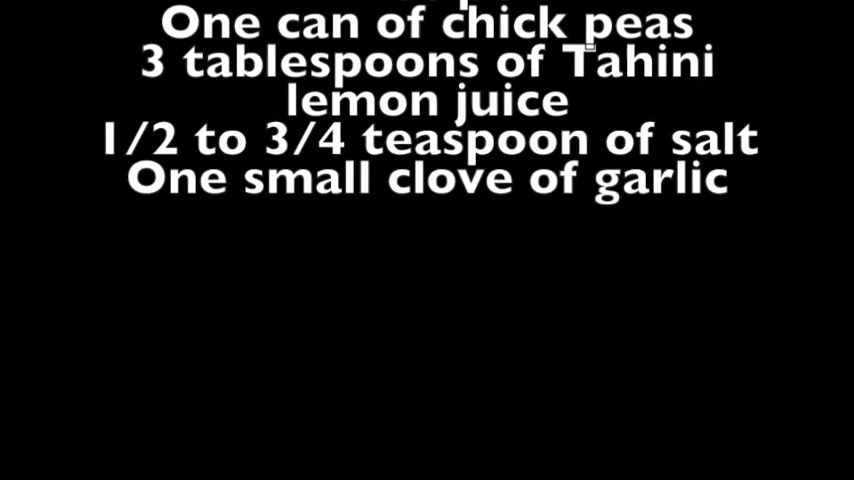 One can of chick peas
3 tablespoons of Tahini
lemon juice
1/2 to 3/4 teaspoon of salt
One small clove of garlic